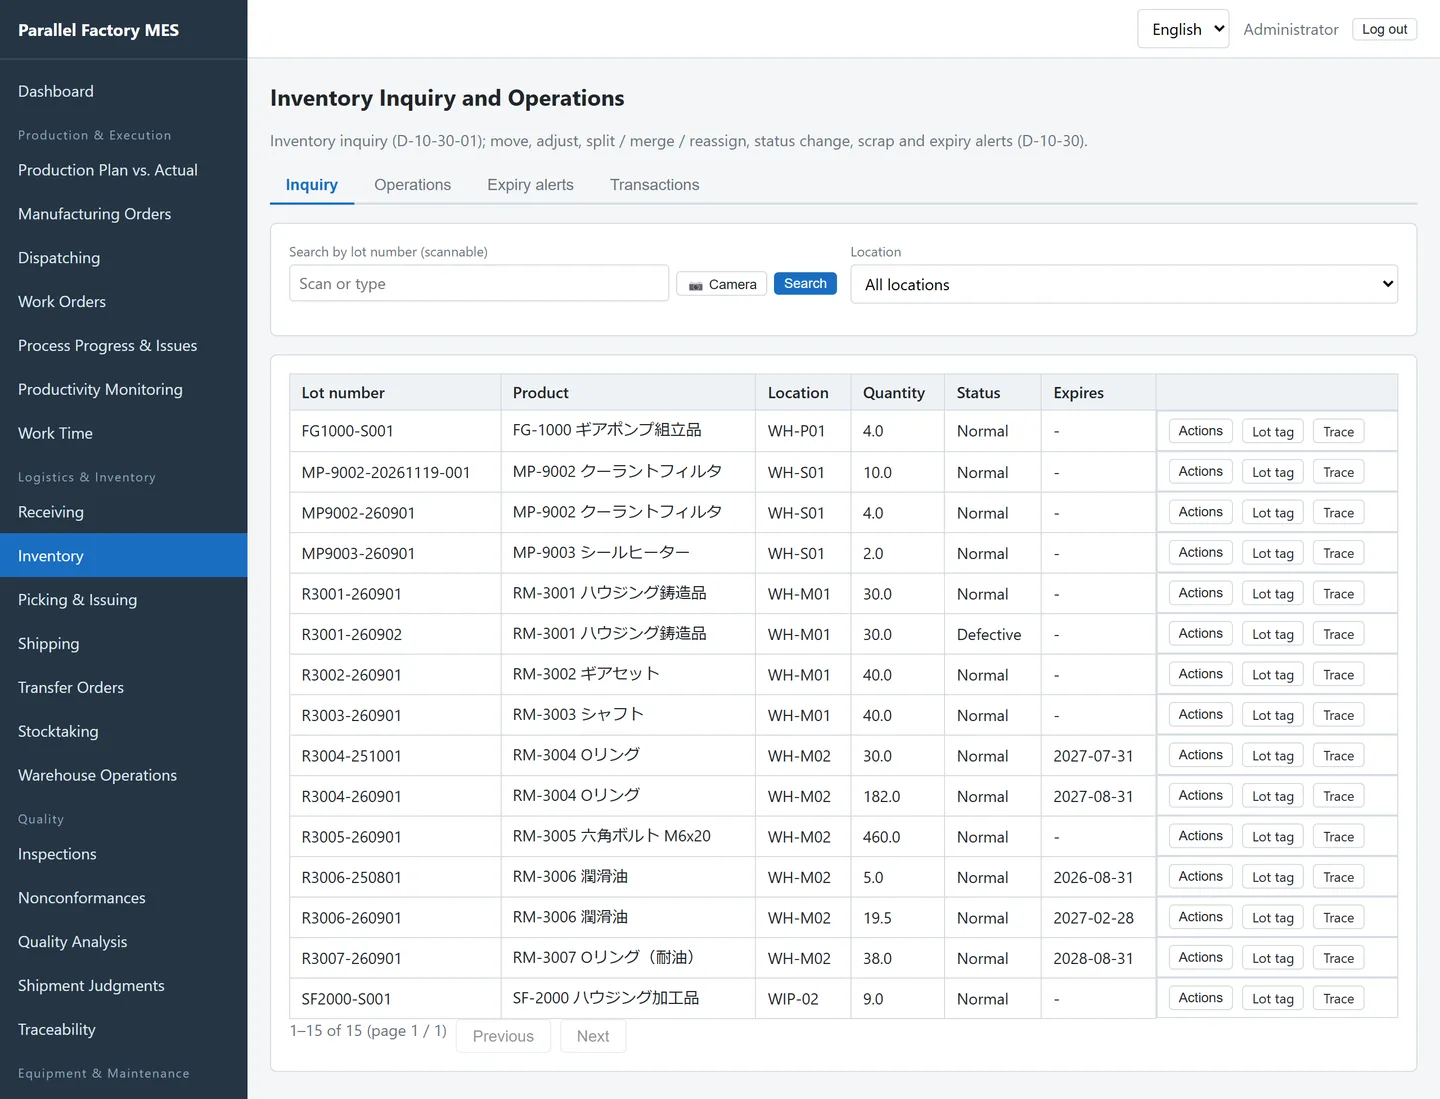 Parallel Factory MES
English
Administrator
Log out
Dashboard
Production & Execution
Production Plan vs. Actual
Manufacturing Orders
Dispatching
Work Orders
Process Progress & Issues
Productivity Monitoring
Work Time
Logistics & Inventory
Receiving
Inventory
Picking & Issuing
Shipping
Transfer Orders
Stocktaking
Warehouse Operations
Quality
Inspections
Nonconformances
Quality Analysis
Shipment Judgments
Traceability
Equipment & Maintenance
Inventory Inquiry and Operations
Inventory inquiry (D-10-30-01); move, adjust, split / merge / reassign, status change, scrap and expiry alerts (D-10-30).
Inquiry Operations Expiry alerts Transactions
Search by lot number (scannable) Location
Scan or type Camera Search All locations
Lot number Product Location Quantity Status Expires
FG1000-S001 FG-1000 ギアポンプ組立品 WH-P01 4.0 Normal - Actions Lot tag Trace
MP-9002-20261119-001 MP-9002 クーラントフィルタ WH-S01 10.0 Normal - Actions Lot tag Trace
MP9002-260901 MP-9002 クーラントフィルタ WH-S01 4.0 Normal - Actions Lot tag Trace
MP9003-260901 MP-9003 シールヒーター WH-S01 2.0 Normal - Actions Lot tag Trace
R3001-260901 RM-3001 ハウジング鋳造品 WH-M01 30.0 Normal - Actions Lot tag Trace
R3001-260902 RM-3001 ハウジング鋳造品 WH-M01 30.0 Defective - Actions Lot tag Trace
R3002-260901 RM-3002 ギアセット WH-M01 40.0 Normal - Actions Lot tag Trace
R3003-260901 RM-3003 シャフト WH-M01 40.0 Normal - Actions Lot tag Trace
R3004-251001 RM-3004 Oリング WH-M02 30.0 Normal 2027-07-31 Actions Lot tag Trace
R3004-260901 RM-3004 Oリング WH-M02 182.0 Normal 2027-08-31 Actions Lot tag Trace
R3005-260901 RM-3005 六角ボルト M6x20 WH-M02 460.0 Normal - Actions Lot tag Trace
R3006-250801 RM-3006 潤滑油 WH-M02 5.0 Normal 2026-08-31 Actions Lot tag Trace
R3006-260901 RM-3006 潤滑油 WH-M02 19.5 Normal 2027-02-28 Actions Lot tag Trace
R3007-260901 RM-3007 Oリング（耐油） WH-M02 38.0 Normal 2028-08-31 Actions Lot tag Trace
SF2000-S001 SF-2000 ハウジング加工品 WIP-02 9.0 Normal - Actions Lot tag Trace
1–15 of 15 (page 1 / 1) Previous Next